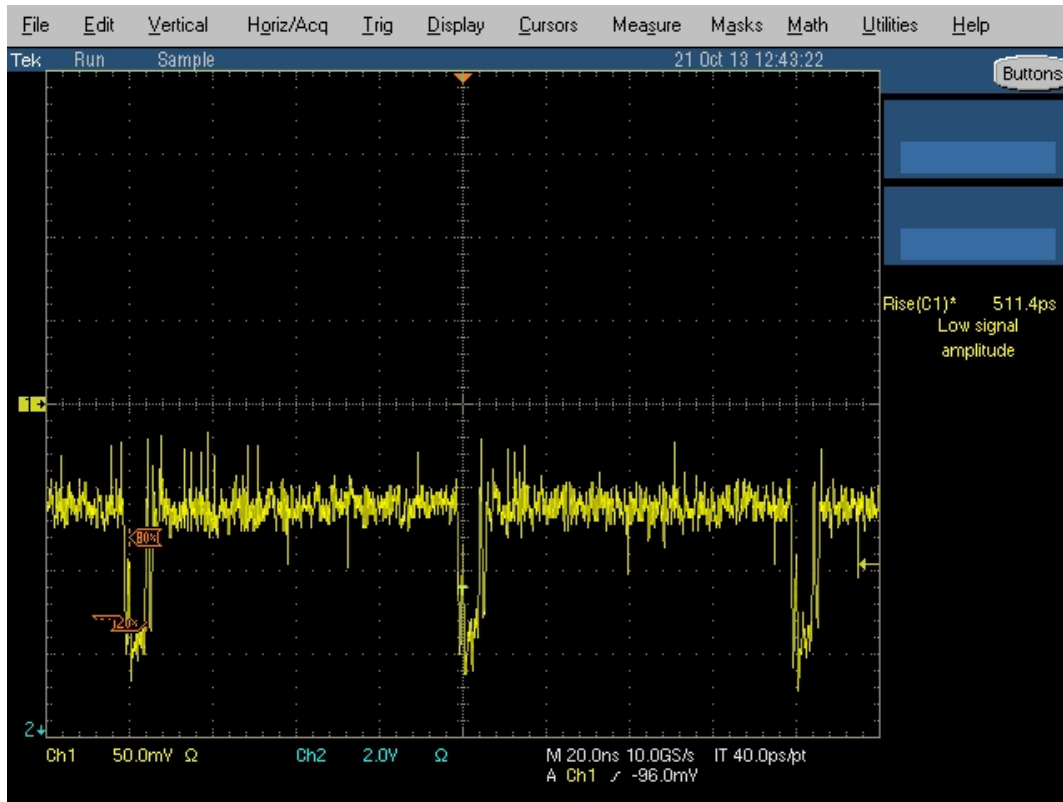 File Edit Vertical Horiz/Acq Trig Display Cursors Measure Masks Math Utilities Help
Tek Run Sample 21 Oct 13 12:43:22
Buttons
Rise(C1)* 511.4ps
Low signal
amplitude
1
80%
20%
2
Ch1 50.0mV Ω Ch2 2.0V Ω M 20.0ns 10.0GS/s IT 40.0ps/pt
A Ch1 -96.0mV